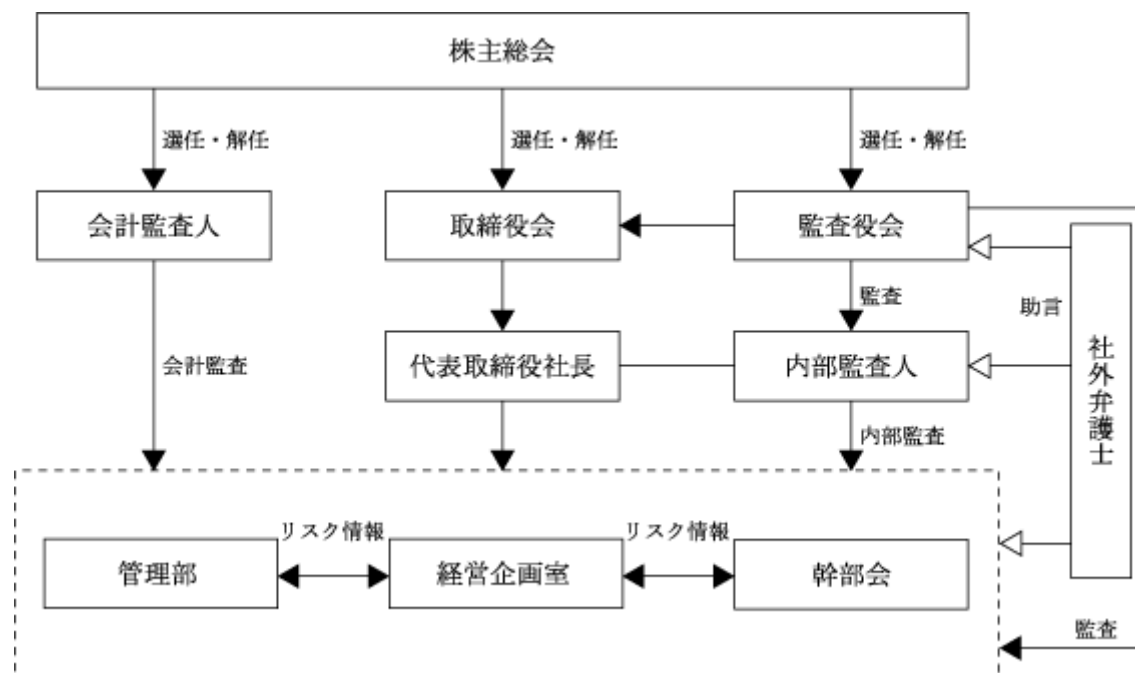 株主総会
選任・解任
選任・解任
選任・解任
会計監査人
取締役会
監査役会
監査
助言
会計監査
代表取締役社長
内部監査人
社外弁護士
内部監査
リスク情報
リスク情報
管理部
経営企画室
幹部会
監査